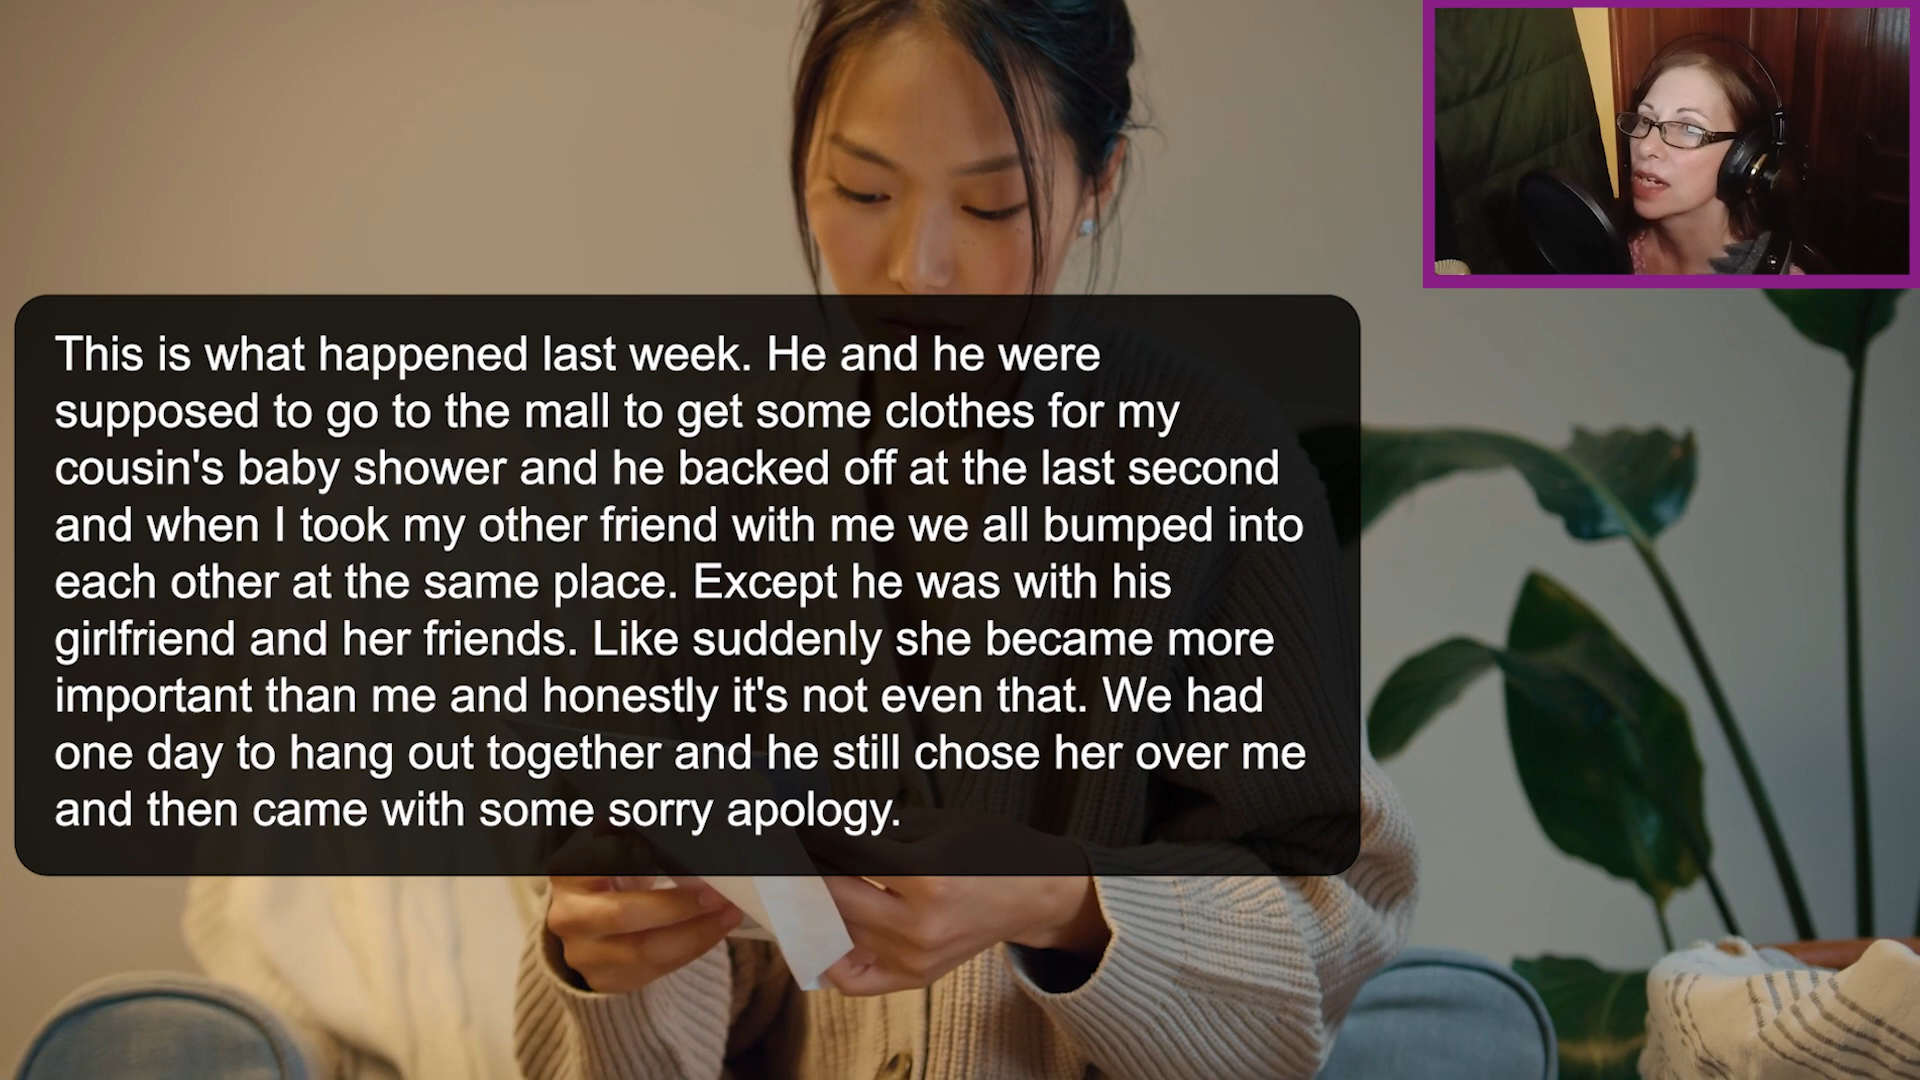 This is what happened last week. He and he were
supposed to go to the mall to get some clothes for my
cousin's baby shower and he backed off at the last second
and when I took my other friend with me we all bumped into
each other at the same place. Except he was with his
girlfriend and her friends. Like suddenly she became more
important than me and honestly it's not even that. We had
one day to hang out together and he still chose her over me
and then came with some sorry apology.